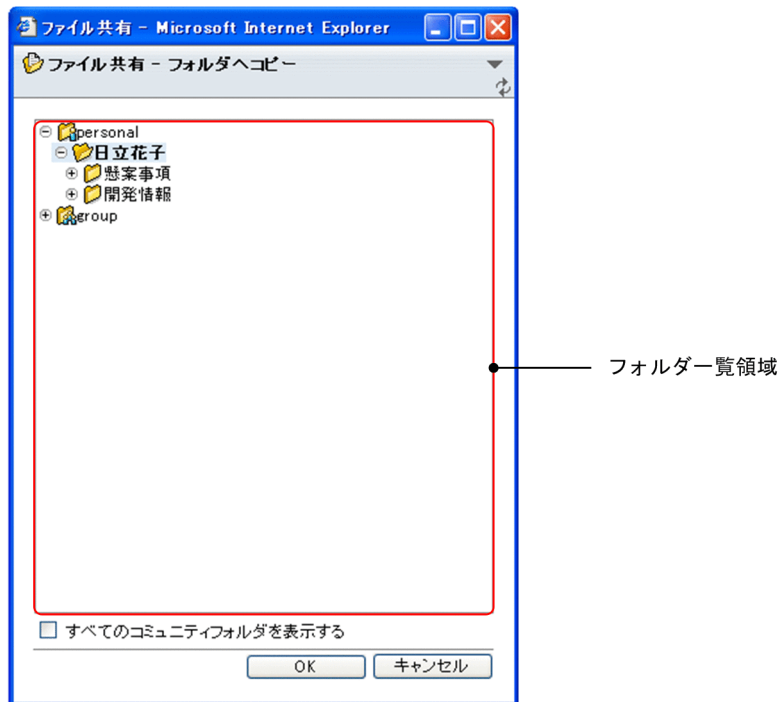 ファイル共有 - Microsoft Internet Explorer
ファイル共有 - フォルダへコピー
personal
日立花子
懸案事項
開発情報
group
フォルダ一覧領域
すべてのコミュニティフォルダを表示する
OK キャンセル